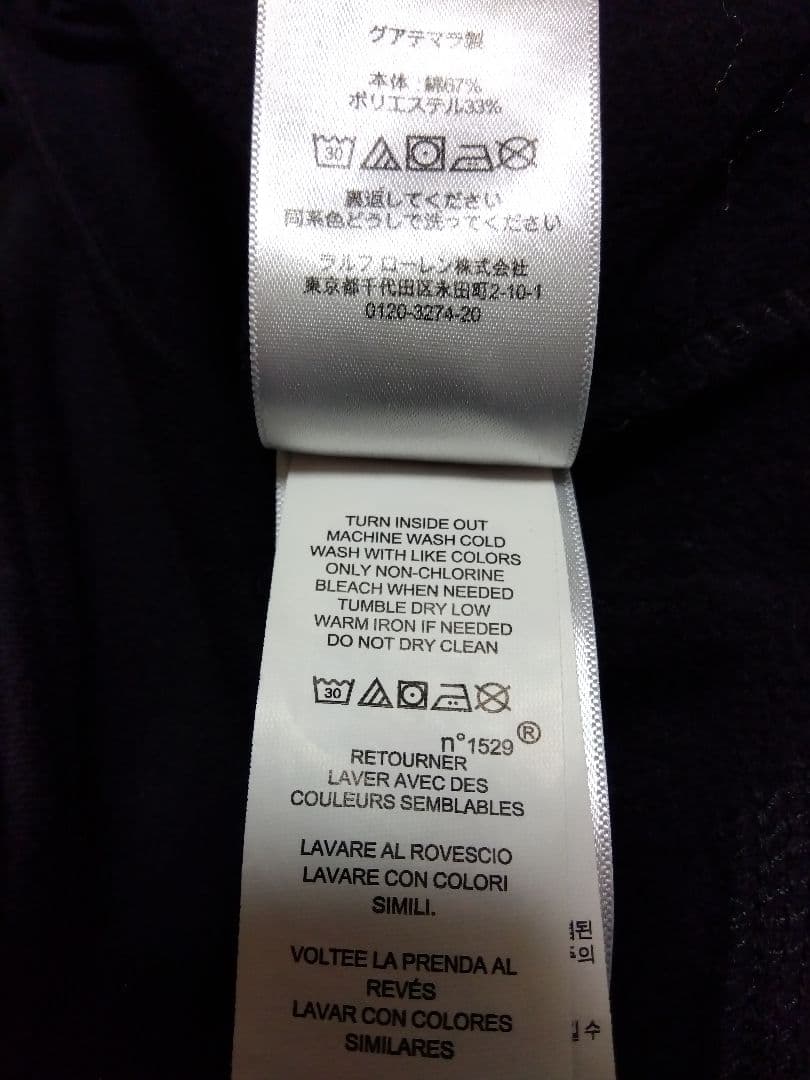 グアテマラ製
本体：綿67%
ポリエステル33%
30
裏返してください
同系色どうしで洗ってください
ラルフ ローレン株式会社
東京都千代田区永田町2-10-1
0120-3274-20
TURN INSIDE OUT
MACHINE WASH COLD
WASH WITH LIKE COLORS
ONLY NON-CHLORINE
BLEACH WHEN NEEDED
TUMBLE DRY LOW
WARM IRON IF NEEDED
DO NOT DRY CLEAN
30
n°1529®
RETOURNER
LAVER AVEC DES
COULEURS SEMBLABLES
LAVARE AL ROVESCIO
LAVARE CON COLORI
SIMILI.
VOLTEE LA PRENDA AL
REVÉS
LAVAR CON COLORES
SIMILARES
된
의
수